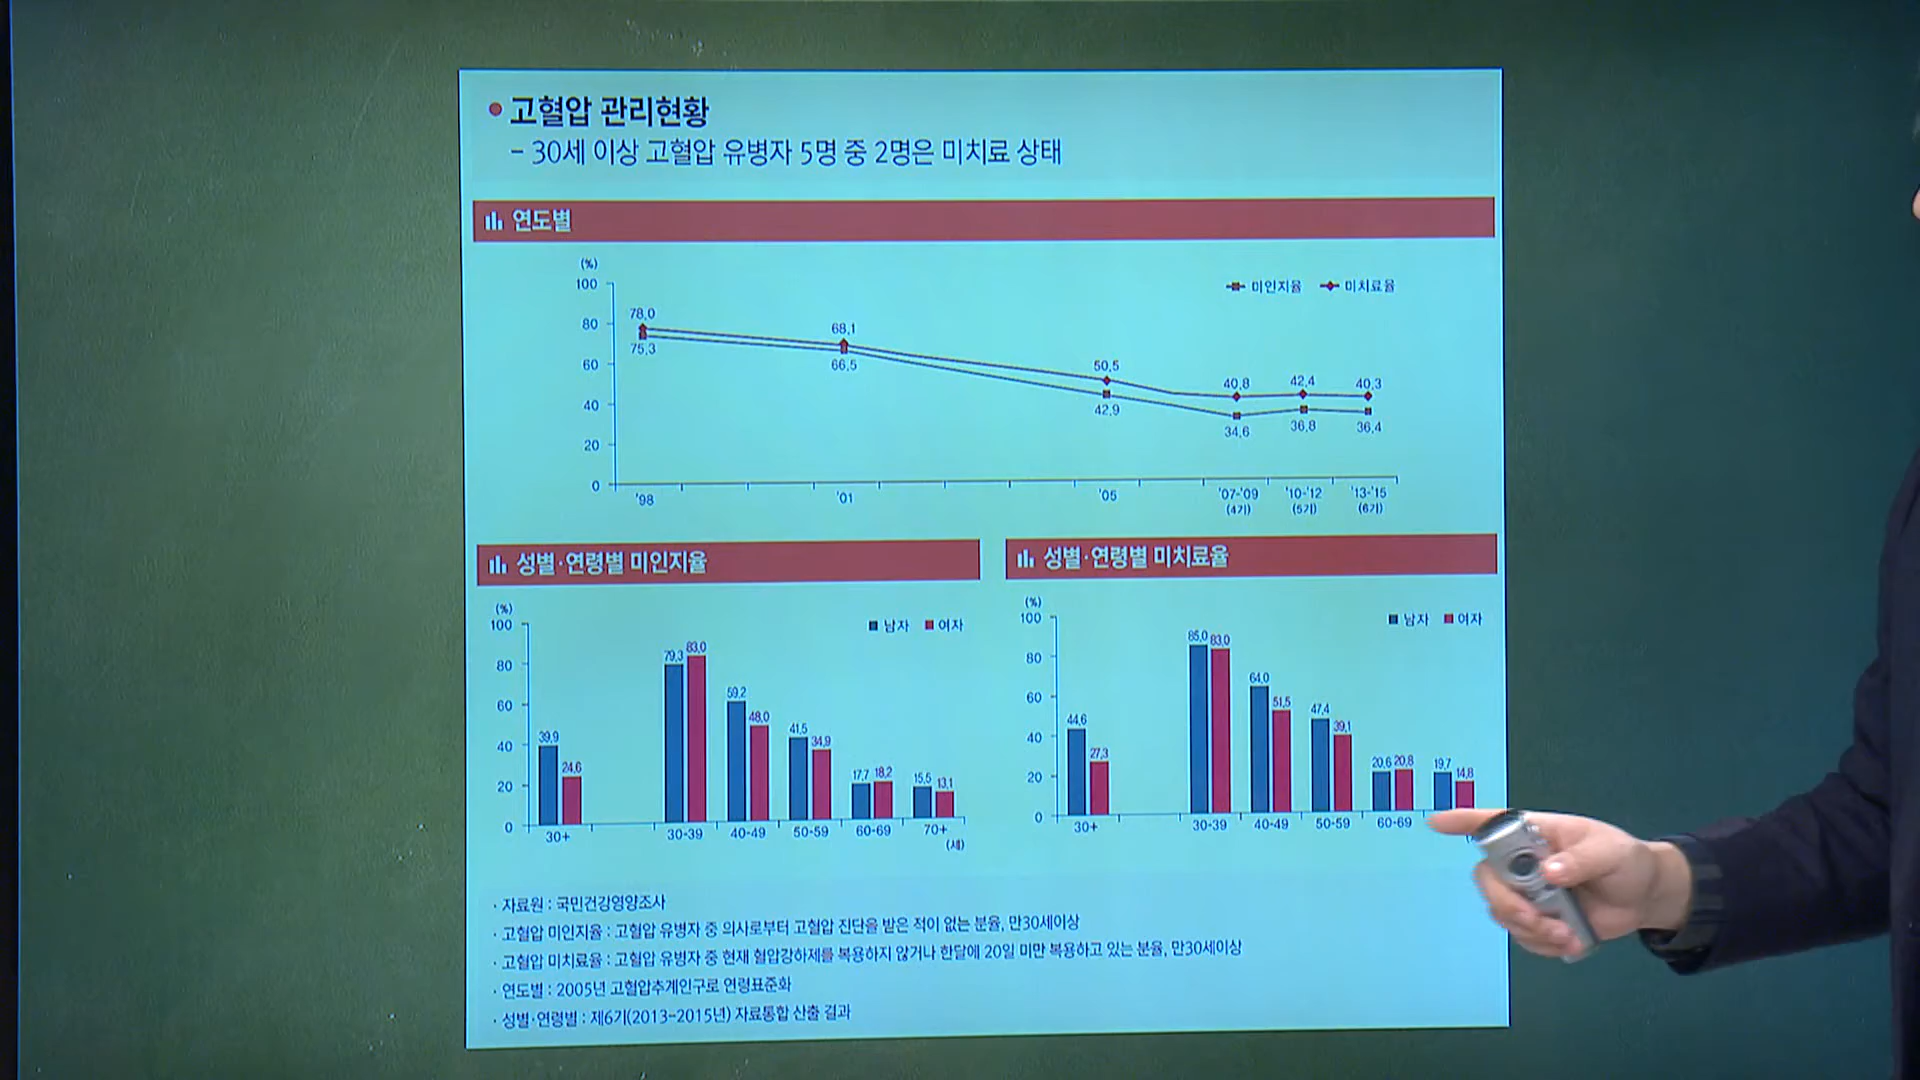 고혈압 관리현황
- 30세 이상 고혈압 유병자 5명 중 2명은 미치료 상태
연도별
(%)
미인지율 미치료율
100
80
60
40
20
0
78.0
75.3
68.1
66.5
50.5
42.9
40.8 42.4 40.3
34.6 36.8 36.4
'98 '01 '05 '07-'09 '10-'12 '13-'15
(4기) (5기) (6기)
성별·연령별 미인지율
(%)
남자 여자
100
80
60
40
20
0
39.9 24.6
79.3 83.0
59.2 48.0
41.5 34.9
17.7 18.2
15.5 13.1
30+ 30-39 40-49 50-59 60-69 70+
(세)
성별·연령별 미치료율
(%)
남자 여자
100
80
60
40
20
0
44.6 27.3
85.0 83.0
64.0 51.5
47.4 39.1
20.6 20.8
19.7 14.8
30+ 30-39 40-49 50-59 60-69
· 자료원 : 국민건강영양조사
· 고혈압 미인지율 : 고혈압 유병자 중 의사로부터 고혈압 진단을 받은 적이 없는 분율, 만30세이상
· 고혈압 미치료율 : 고혈압 유병자 중 현재 혈압강하제를 복용하지 않거나 한달에 20일 미만 복용하고 있는 분율, 만30세이상
· 연도별 : 2005년 고혈압추계인구로 연령표준화
· 성별·연령별 : 제6기(2013-2015년) 자료통합 산출 결과